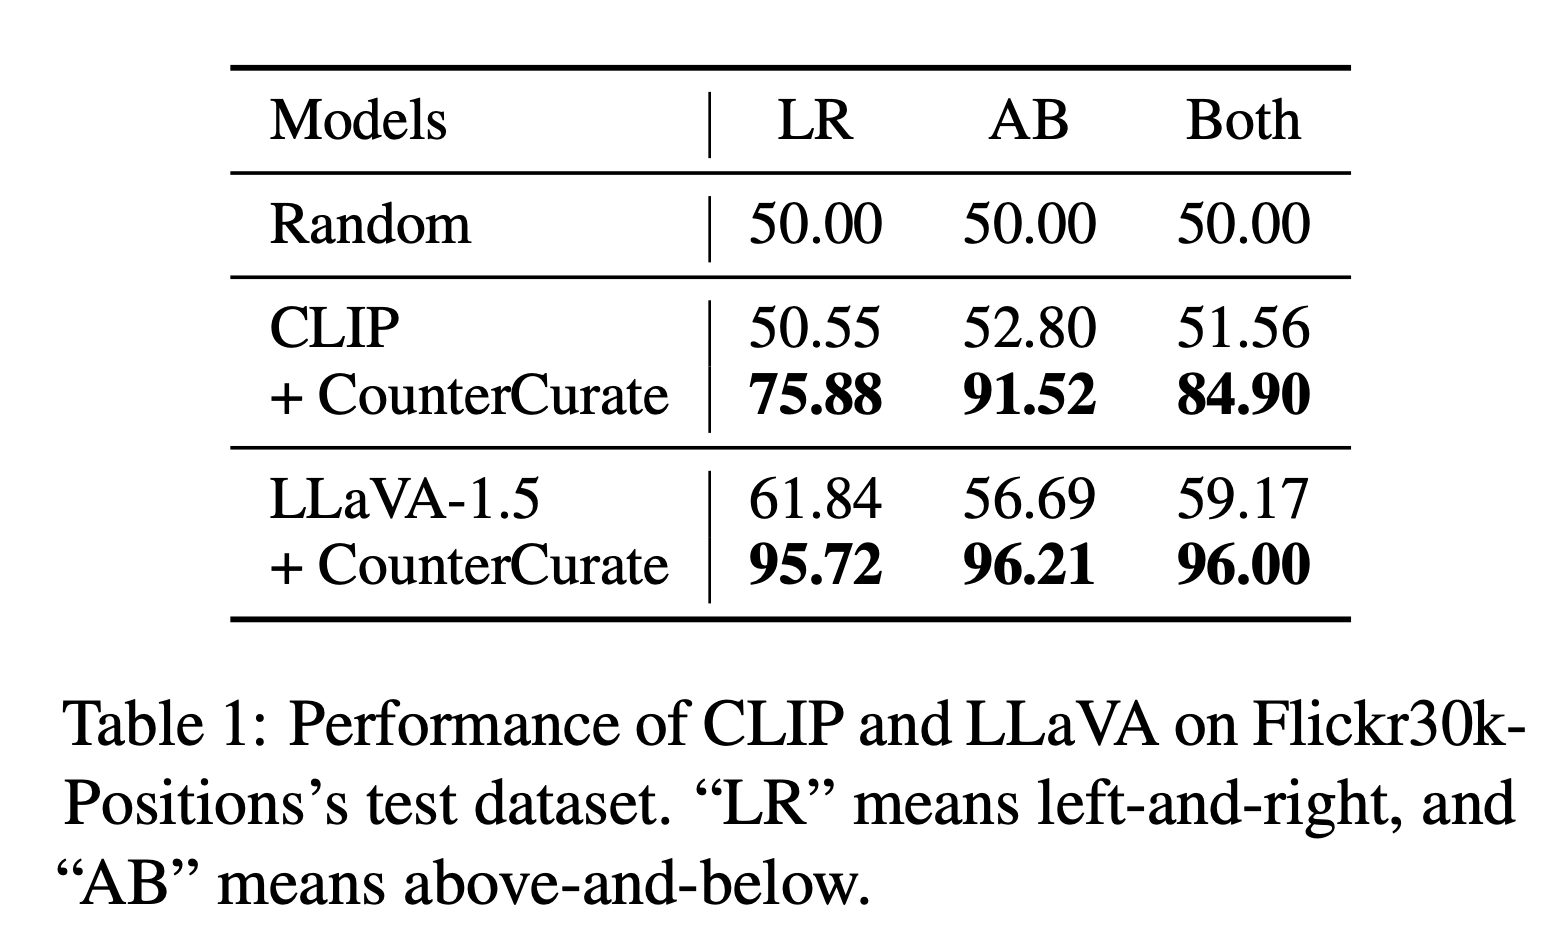 Models LR AB Both
Random 50.00 50.00 50.00
CLIP 50.55 52.80 51.56
+ CounterCurate 75.88 91.52 84.90
LLaVA-1.5 61.84 56.69 59.17
+ CounterCurate 95.72 96.21 96.00
Table 1: Performance of CLIP and LLaVA on Flickr30k-
Positions’s test dataset. “LR” means left-and-right, and
“AB” means above-and-below.